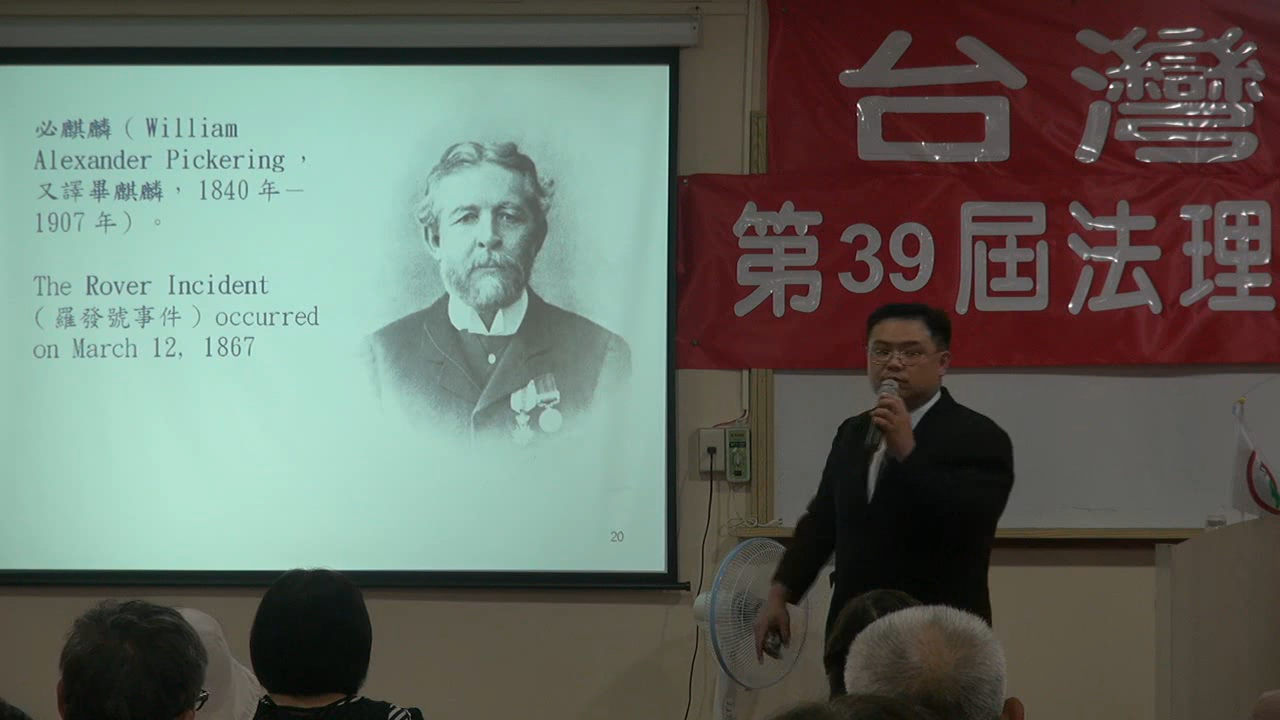 必麒麟（William
Alexander Pickering，
又譯畢麒麟，1840 年—
1907 年）。
The Rover Incident
（羅發號事件）occurred
on March 12, 1867
20
台灣
第39屆法理